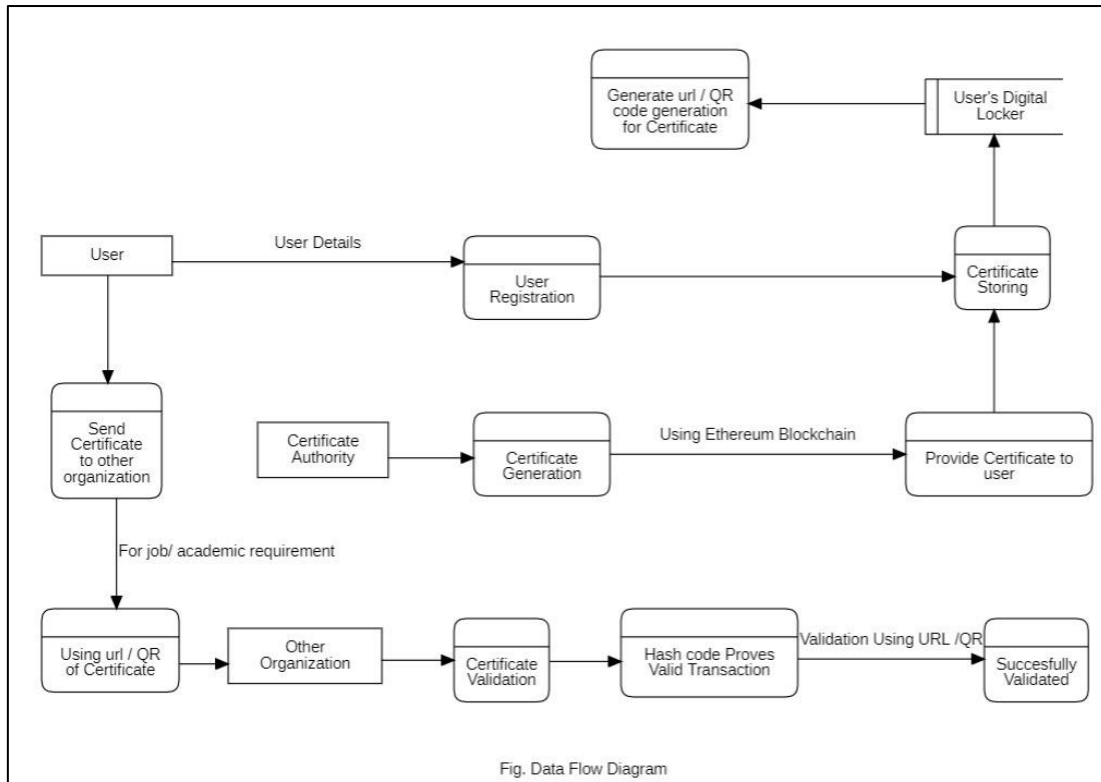 Generate url / QR
code generation
for Certificate
User's Digital
Locker
User
User Details
User
Registration
Certificate
Storing
Send
Certificate
to other
organization
Certificate
Authority
Certificate
Generation
Using Ethereum Blockchain
Provide Certificate to
user
For job/ academic requirement
Using url / QR
of Certificate
Other
Organization
Certificate
Validation
Hash code Proves
Valid Transaction
Validation Using URL /QR
Succesfully
Validated
Fig. Data Flow Diagram